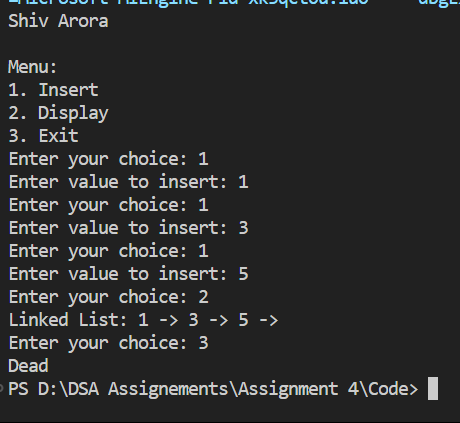 Shiv Arora
Menu:
1. Insert
2. Display
3. Exit
Enter your choice: 1
Enter value to insert: 1
Enter your choice: 1
Enter value to insert: 3
Enter your choice: 1
Enter value to insert: 5
Enter your choice: 2
Linked List: 1 -> 3 -> 5 ->
Enter your choice: 3
Dead
PS D:\DSA Assignements\Assignment 4\Code>